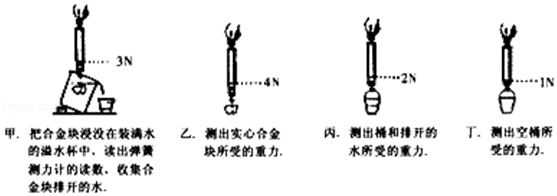 3N
4N
2N
1N
甲. 把合金块浸没在装满水
的溢水杯中，读出弹簧
测力计的读数，收集合
金块排开的水.
乙. 测出实心合金
块所受的重力.
丙. 测出桶和排开的
水所受的重力.
丁. 测出空桶所
受的重力.